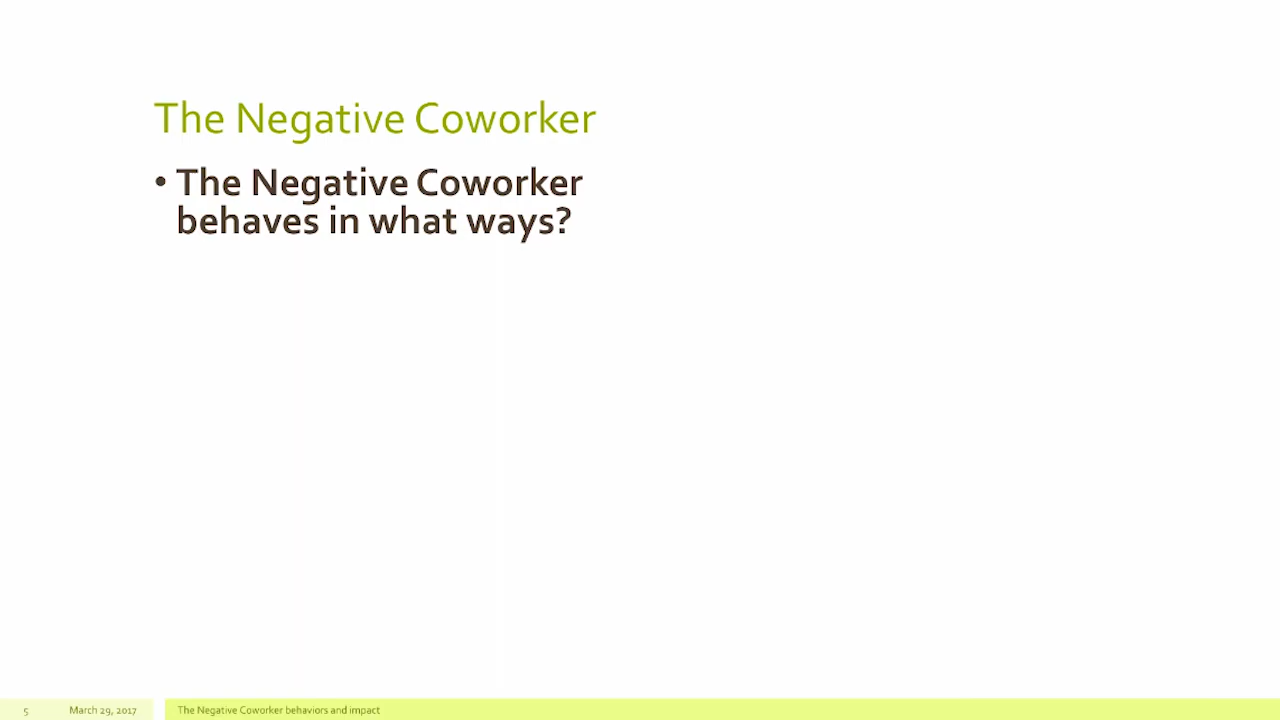 The Negative Coworker
• The Negative Coworker
behaves in what ways?
5 March 29, 2017 The Negative Coworker behaviors and impact